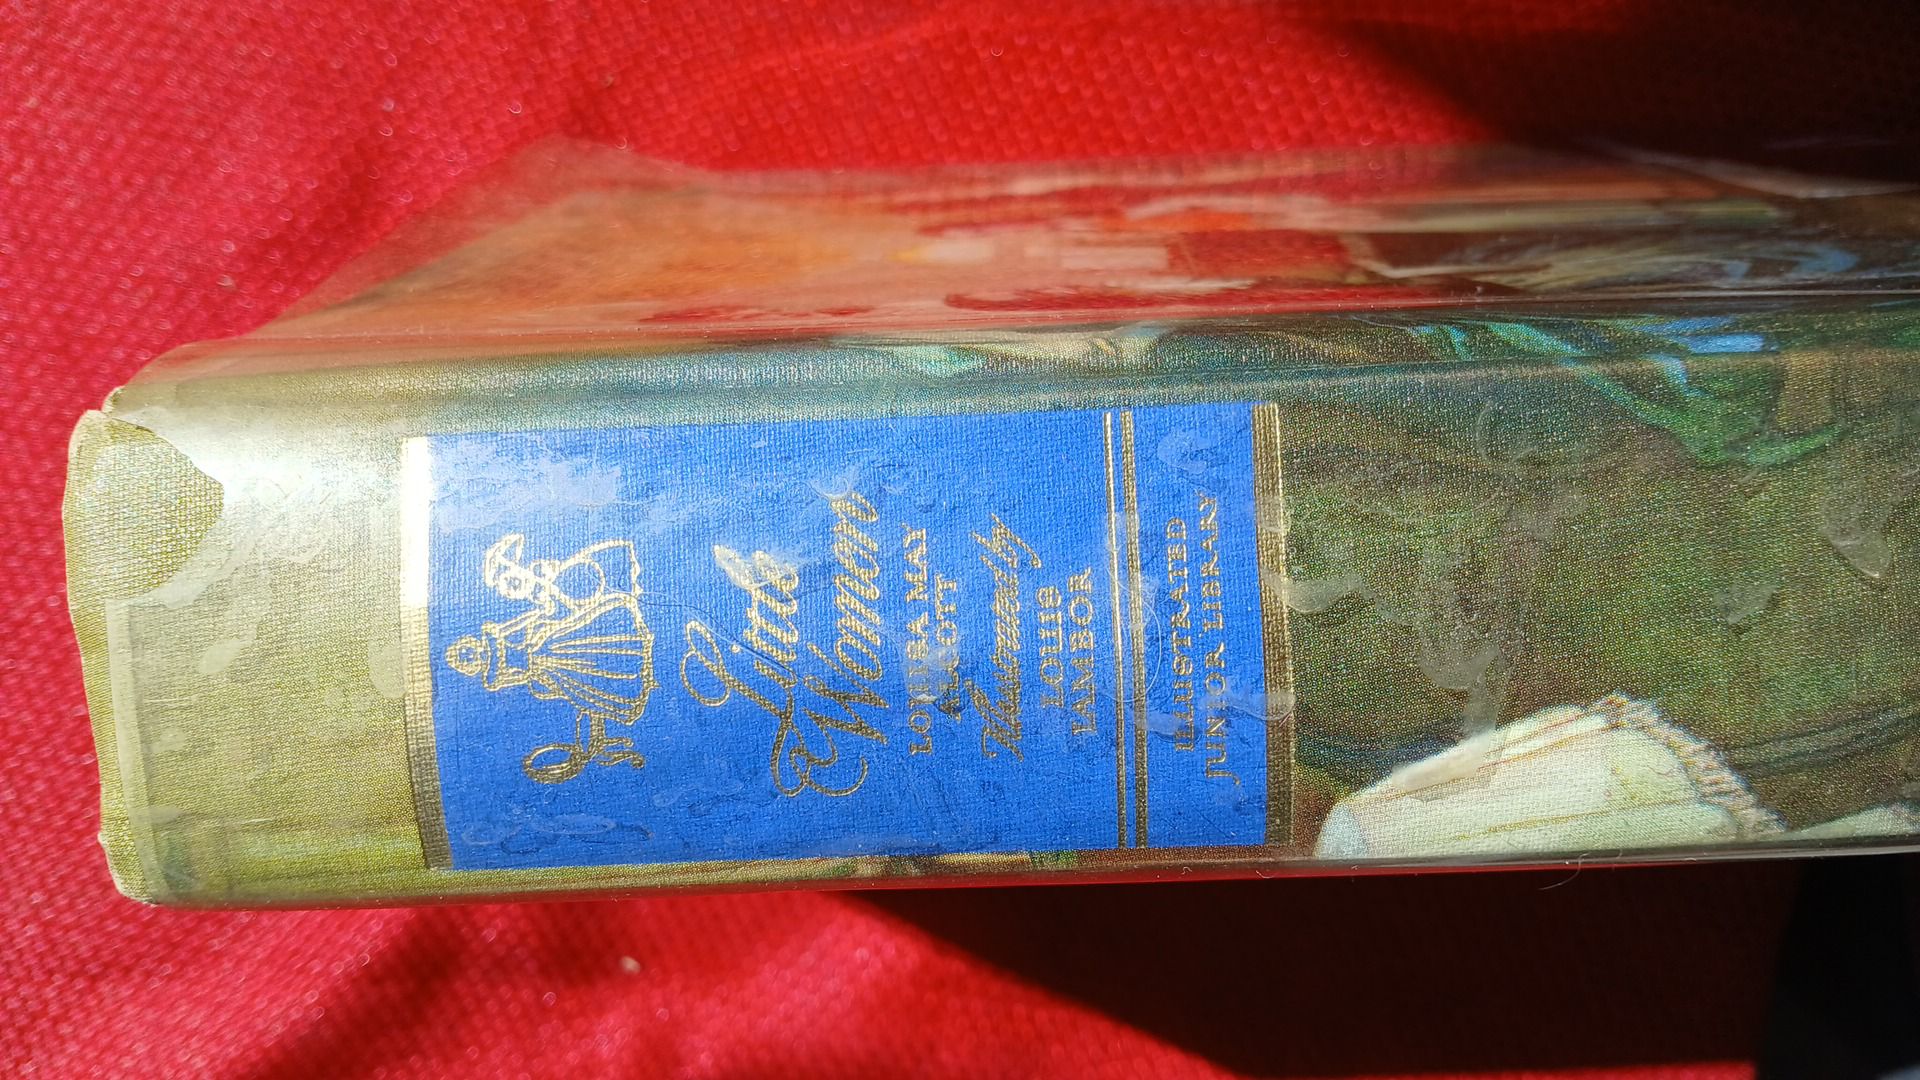 Little
Women
LOUISA MAY
ALCOTT
Illustrated by
LOUIS
JAMBOR
ILLUSTRATED
JUNIOR LIBRARY